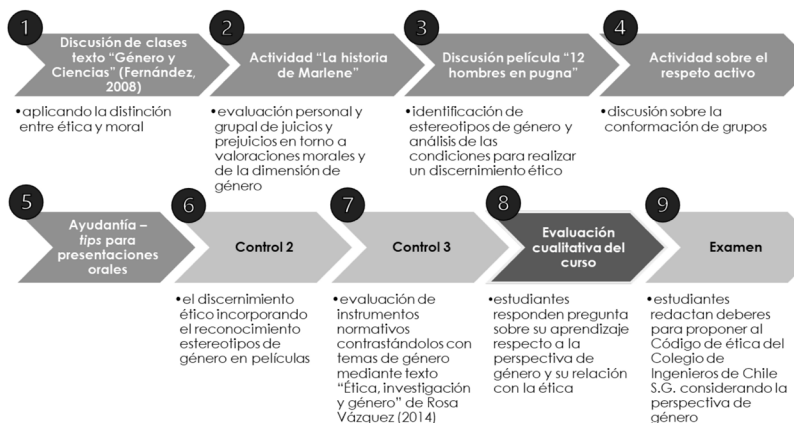 1
Discusión de clases
texto “Género y
Ciencias” (Fernández,
2008)
•aplicando la distinción
entre ética y moral
2
Actividad “La historia
de Marlene”
•evaluación personal y
grupal de juicios y
prejuicios en torno a
valoraciones morales y
de la dimensión de
género
3
Discusión película “12
hombres en pugna”
•identificación de
estereotipos de género y
análisis de las
condiciones para realizar
un discernimiento ético
4
Actividad sobre el
respeto activo
•discusión sobre la
conformación de grupos
5
Ayudantía –
tips para
presentaciones
orales
6
Control 2
•el discernimiento
ético incorporando
el reconocimiento
estereotipos de
género en películas
7
Control 3
•evaluación de
instrumentos
normativos
contrastándolos con
temas de género
mediante texto
“Ética, investigación
y género” de Rosa
Vázquez (2014)
8
Evaluación
cualitativa del
curso
•estudiantes
responden pregunta
sobre su aprendizaje
respecto a la
perspectiva de
género y su relación
con la ética
9
Examen
•estudiantes
redactan deberes
para proponer al
Código de ética del
Colegio de
Ingenieros de Chile
S.G. considerando la
perspectiva de
género